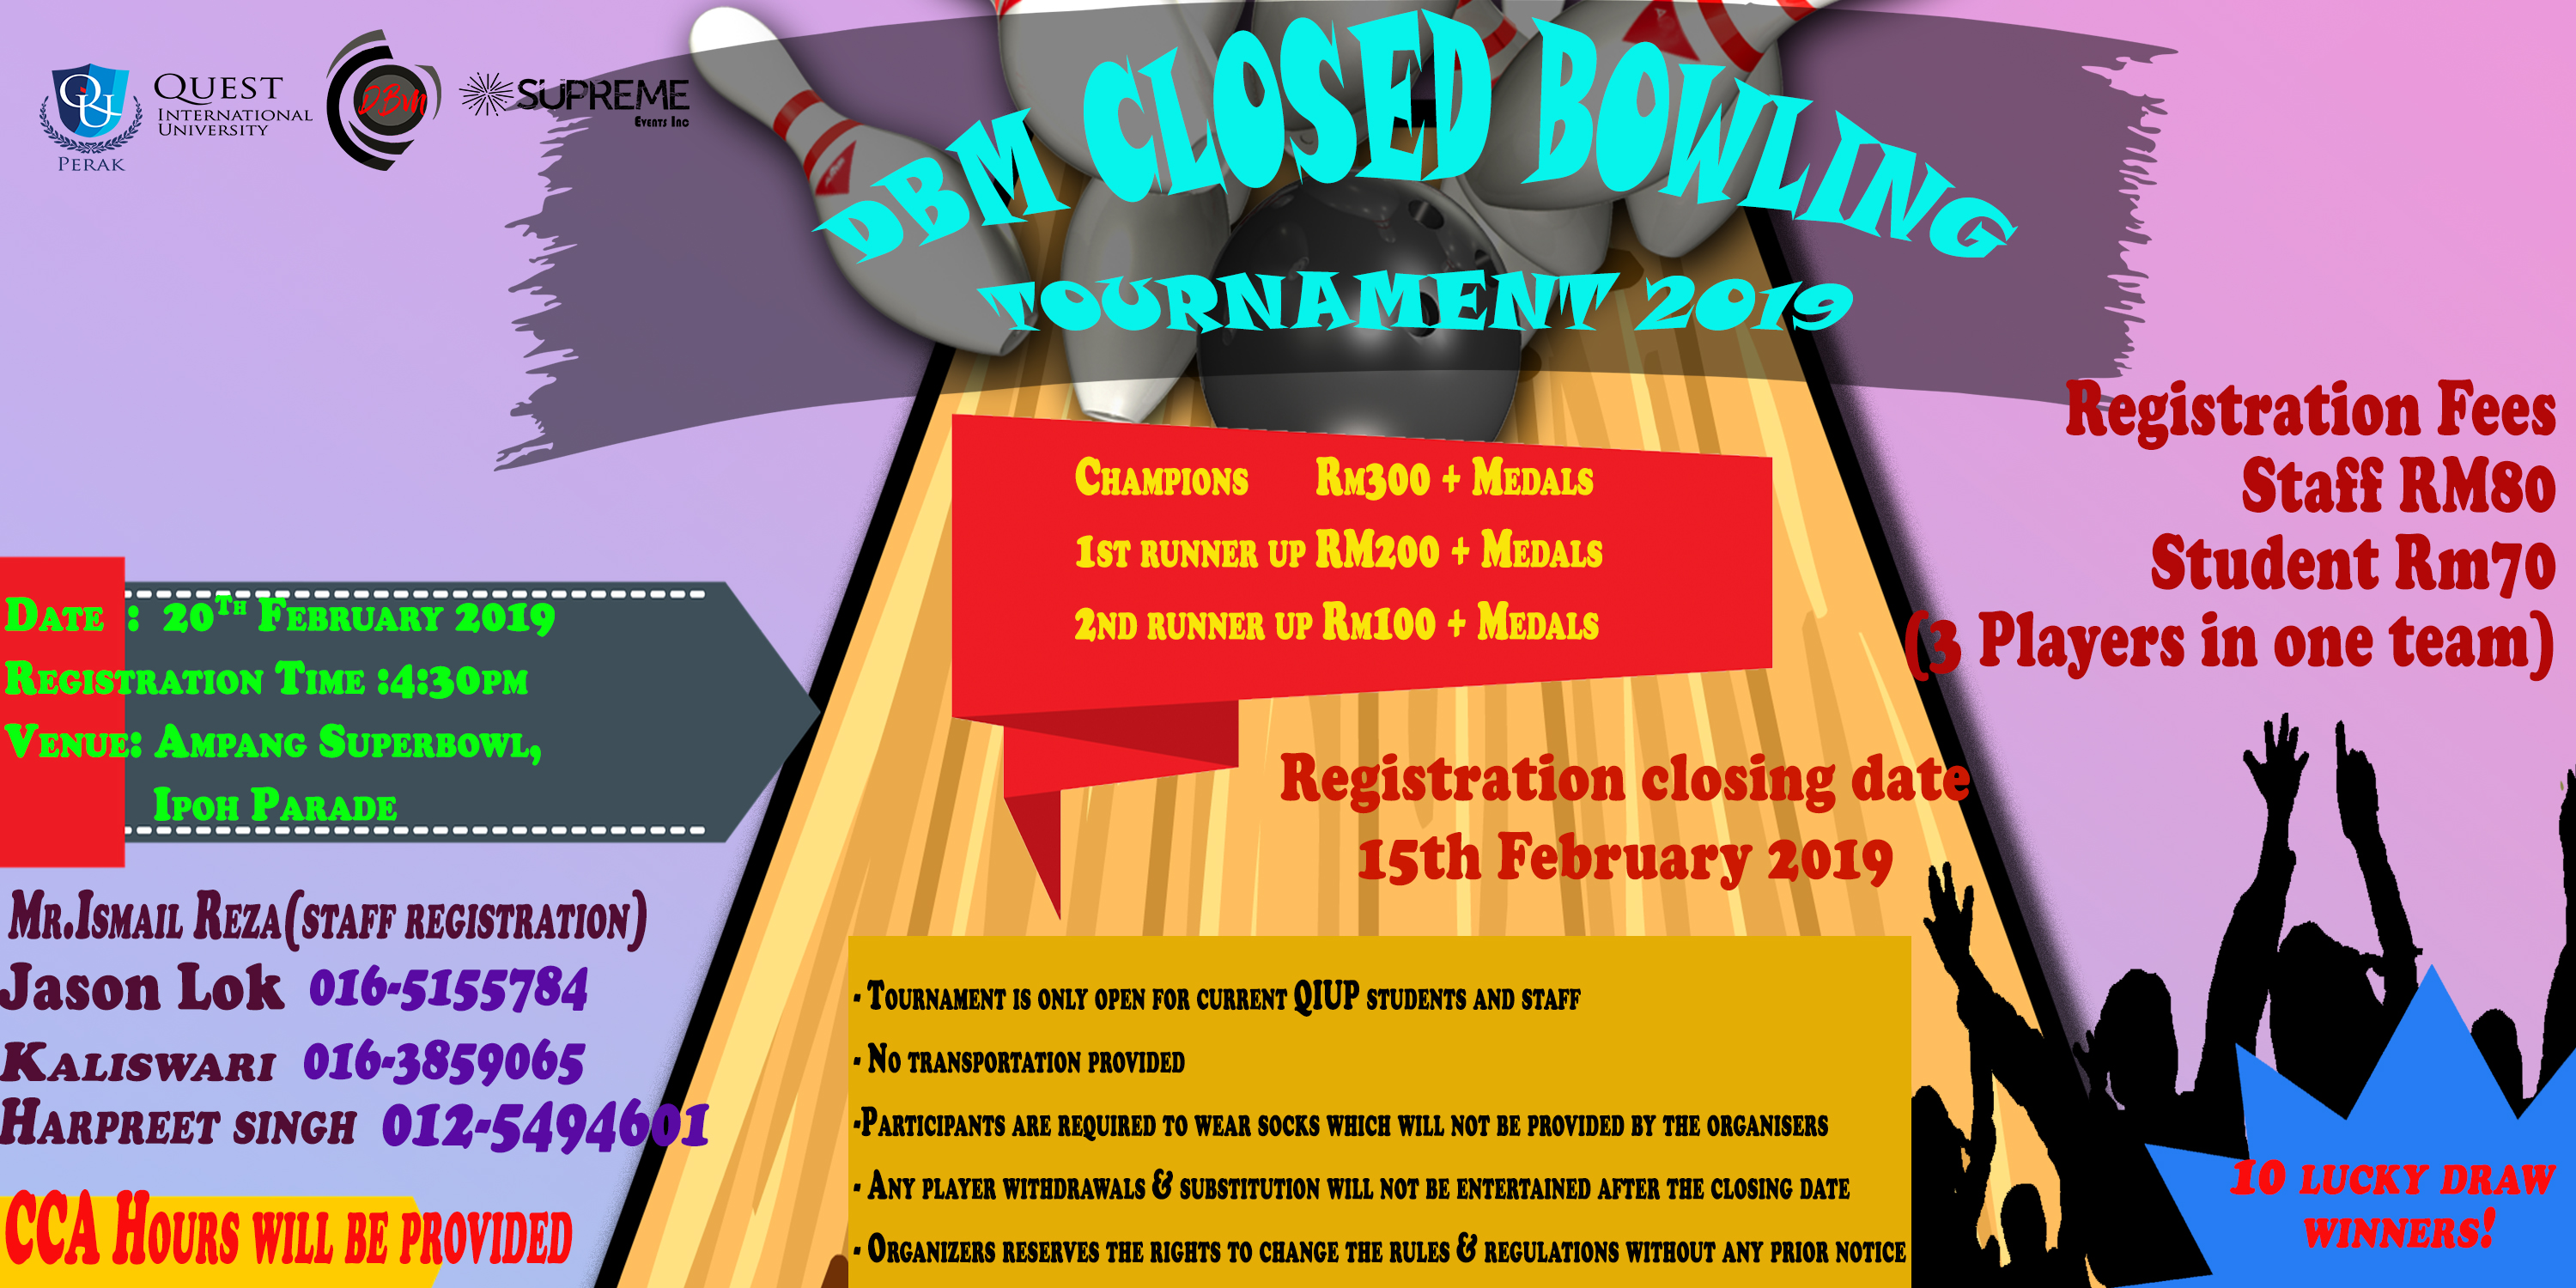 QIU
QUEST
INTERNATIONAL
UNIVERSITY
PERAK
DBM
SUPREME
EVENTS INC
DBM CLOSED BOWLING
TOURNAMENT 2019
CHAMPIONS RM300 + MEDALS
1ST RUNNER UP RM200 + MEDALS
2ND RUNNER UP RM100 + MEDALS
Registration Fees
Staff RM80
Student Rm70
(3 Players in one team)
DATE : 20TH FEBRUARY 2019
REGISTRATION TIME :4:30PM
VENUE: AMPANG SUPERBOWL,
IPOH PARADE
Registration closing date
15th February 2019
MR.ISMAIL REZA(STAFF REGISTRATION)
Jason Lok 016-5155784
KALISWARI 016-3859065
HARPREET SINGH 012-5494601
CCA HOURS WILL BE PROVIDED
- TOURNAMENT IS ONLY OPEN FOR CURRENT QIUP STUDENTS AND STAFF
- NO TRANSPORTATION PROVIDED
-PARTICIPANTS ARE REQUIRED TO WEAR SOCKS WHICH WILL NOT BE PROVIDED BY THE ORGANISERS
- ANY PLAYER WITHDRAWALS & SUBSTITUTION WILL NOT BE ENTERTAINED AFTER THE CLOSING DATE
- ORGANIZERS RESERVES THE RIGHTS TO CHANGE THE RULES & REGULATIONS WITHOUT ANY PRIOR NOTICE
10 LUCKY DRAW
WINNERS!